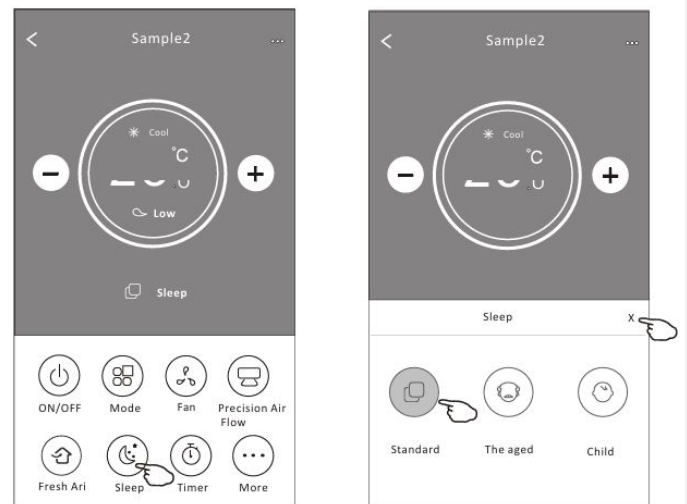 Sample2
...
Cool
°C
Low
Sleep
ON/OFF
Mode
Fan
Precision Air
Flow
Fresh Ari
Sleep
Timer
More
Sample2
...
Cool
°C
Sleep
X
Standard
The aged
Child